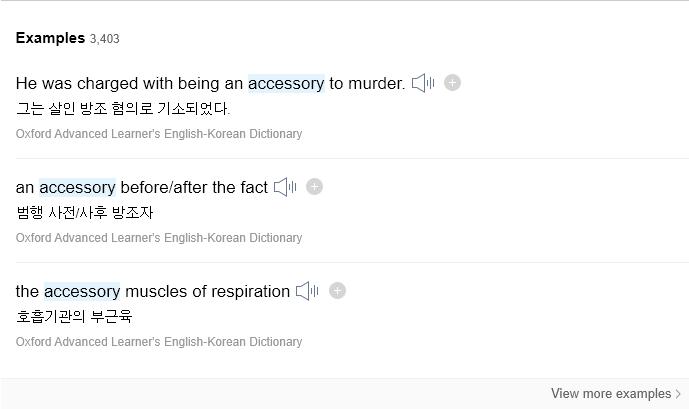 Examples 3,403
He was charged with being an accessory to murder.
그는 살인 방조 혐의로 기소되었다.
Oxford Advanced Learner's English-Korean Dictionary
an accessory before/after the fact
범행 사전/사후 방조자
Oxford Advanced Learner's English-Korean Dictionary
the accessory muscles of respiration
호흡기관의 부근육
Oxford Advanced Learner's English-Korean Dictionary
View more examples